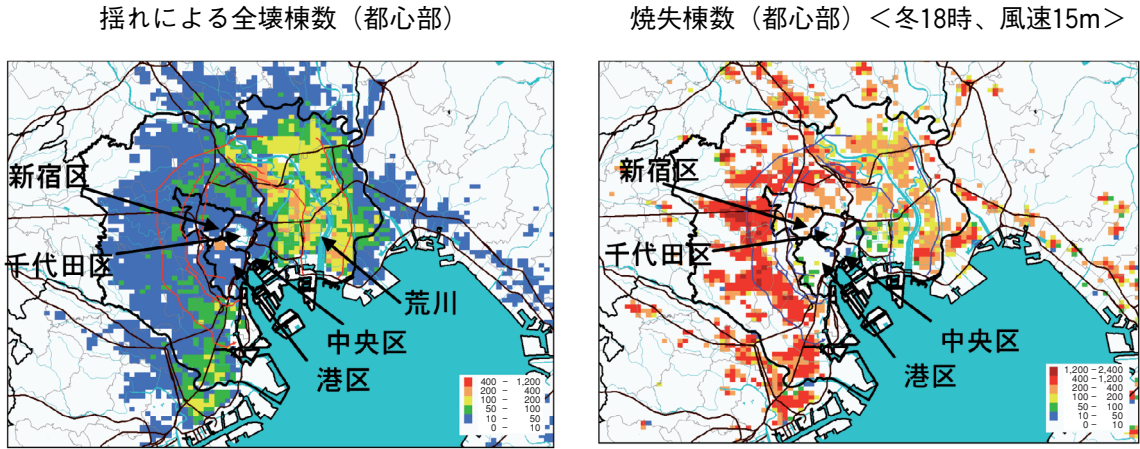 揺れによる全壊棟数（都心部）
新宿区
千代田区
荒川
中央区
港区
400 － 1,200
200 － 400
100 － 200
50 － 100
10 － 50
0 － 10
焼失棟数（都心部）＜冬18時、風速15m＞
新宿区
千代田区
中央区
港区
1,200 － 2,400
400 － 1,200
200 － 400
100 － 200
50 － 100
10 － 50
0 － 10